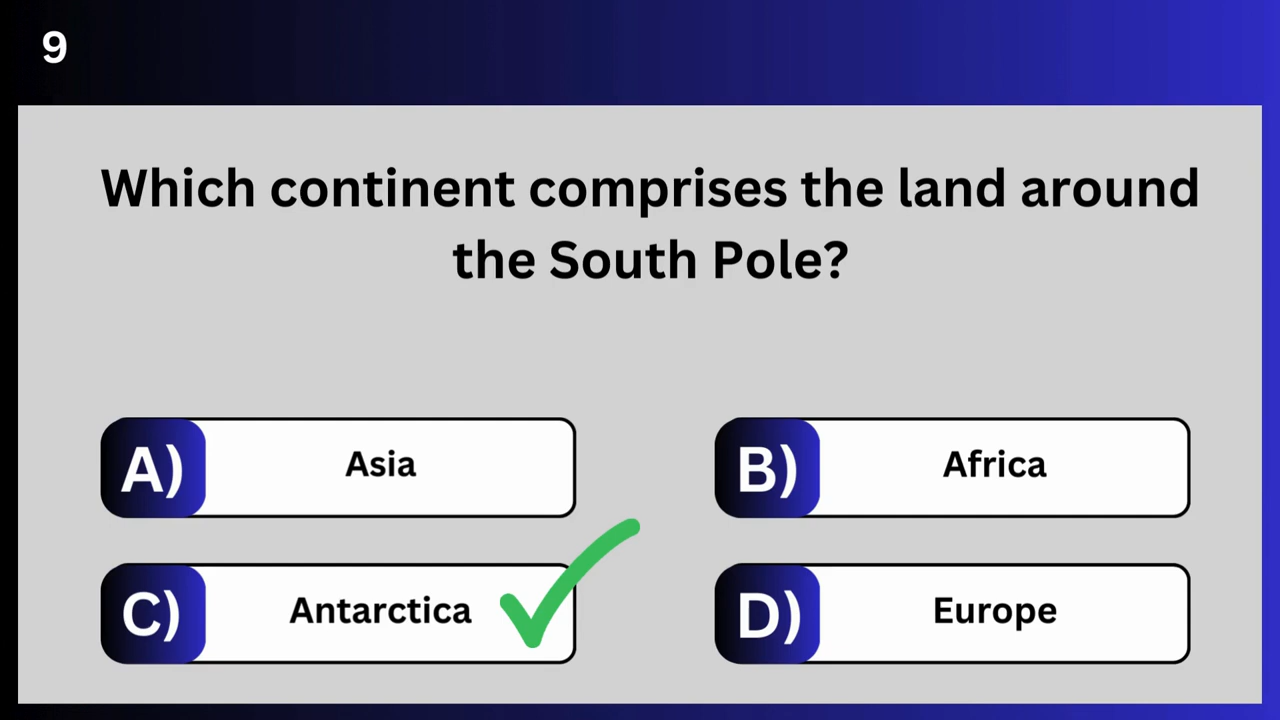 9
Which continent comprises the land around
the South Pole?
A) Asia
B) Africa
C) Antarctica
D) Europe